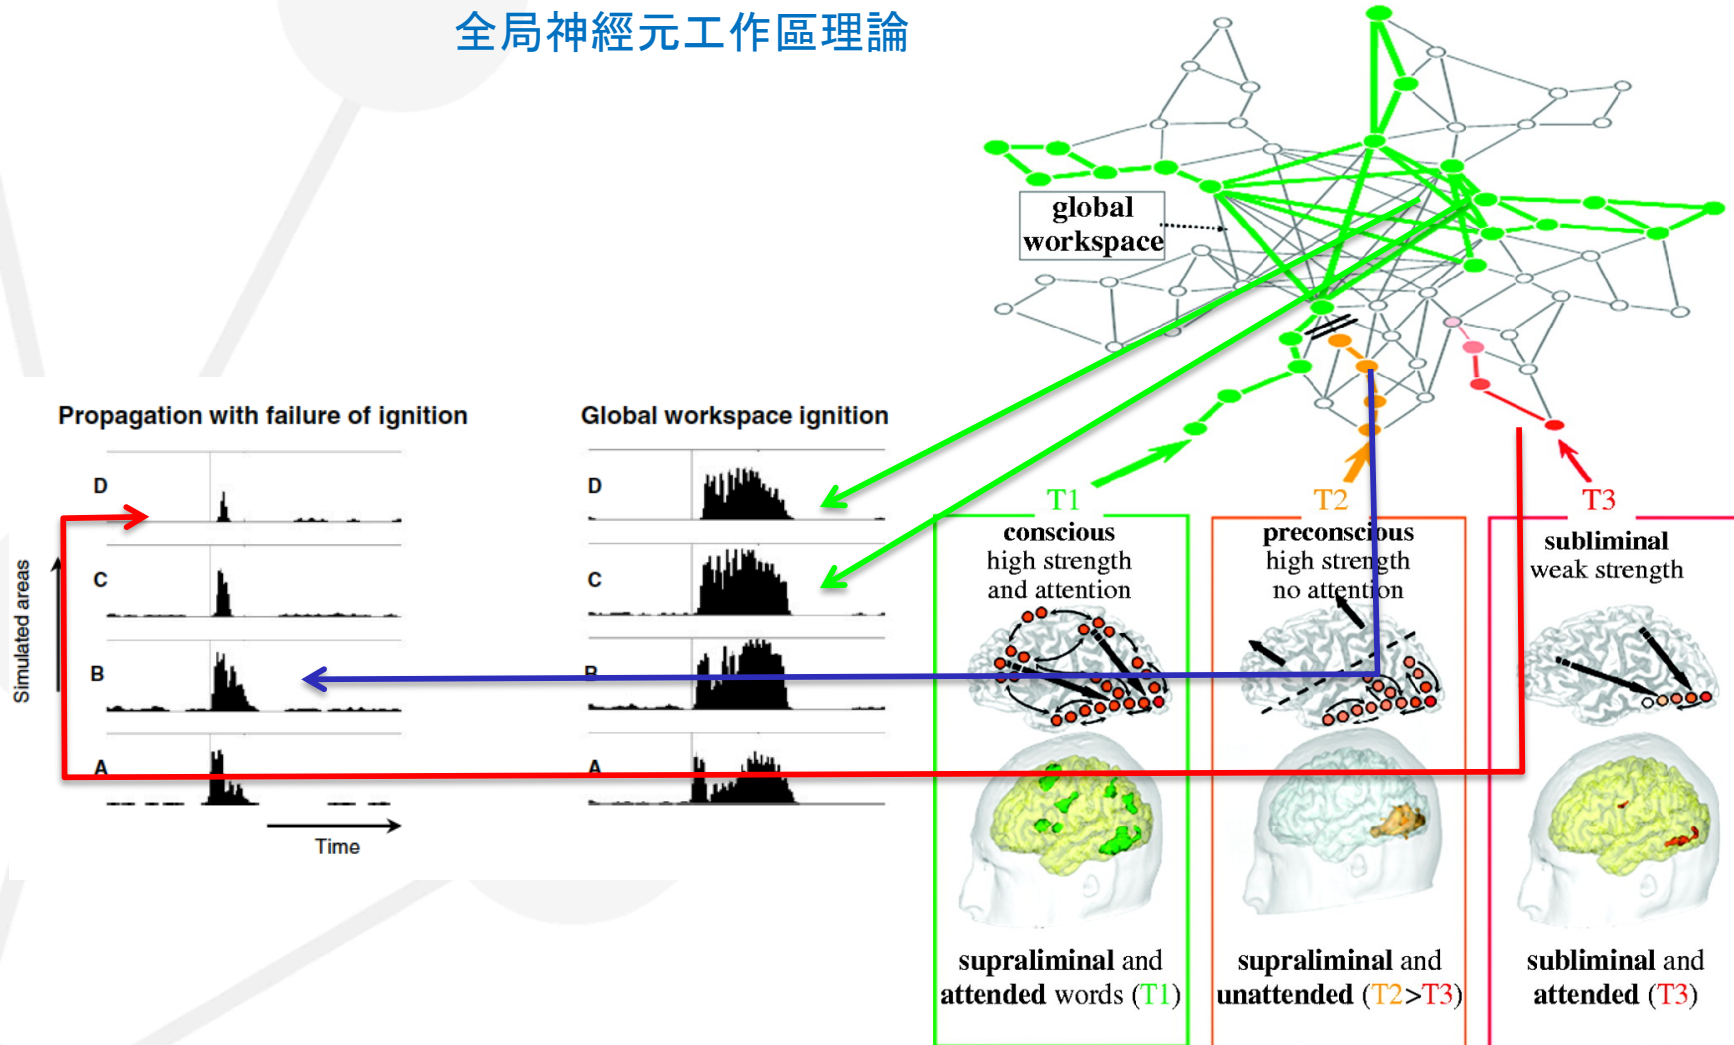 全局神經元工作區理論
global
workspace
Propagation with failure of ignition
D
C
B
A
Simulated areas
Time
Global workspace ignition
D
C
B
A
T1
conscious
high strength
and attention
supraliminal and
attended words (T1)
T2
preconscious
high strength
no attention
supraliminal and
unattended (T2>T3)
T3
subliminal
weak strength
subliminal and
attended (T3)